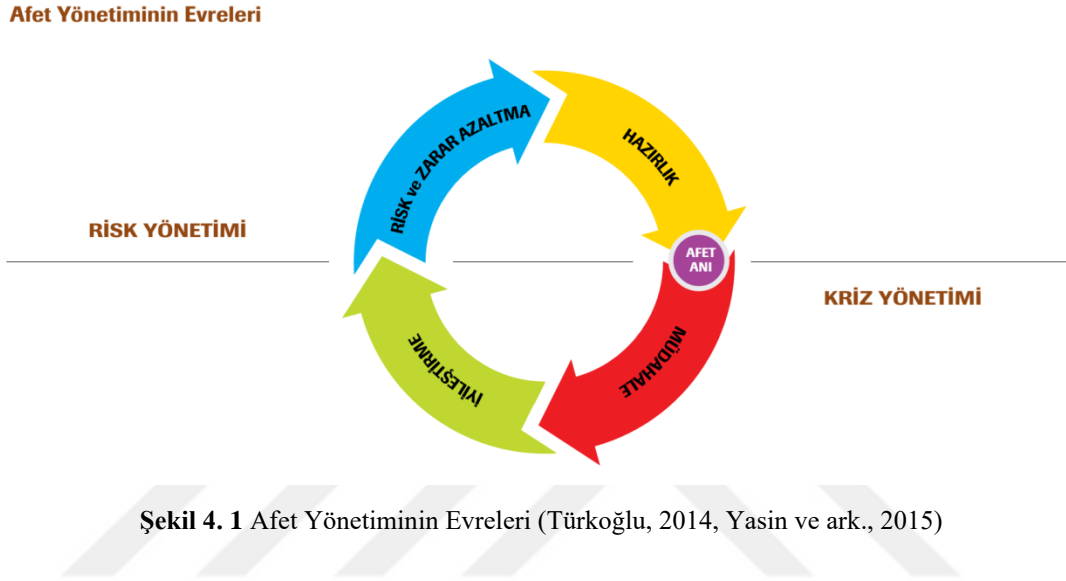 Afet Yönetiminin Evreleri
RİSK ve ZARAR AZALTMA
HAZIRLIK
RİSK YÖNETİMİ
AFET
ANI
KRİZ YÖNETİMİ
İYİLEŞTİRME
MÜDAHALE
Şekil 4. 1 Afet Yönetiminin Evreleri (Türkoğlu, 2014, Yasin ve ark., 2015)